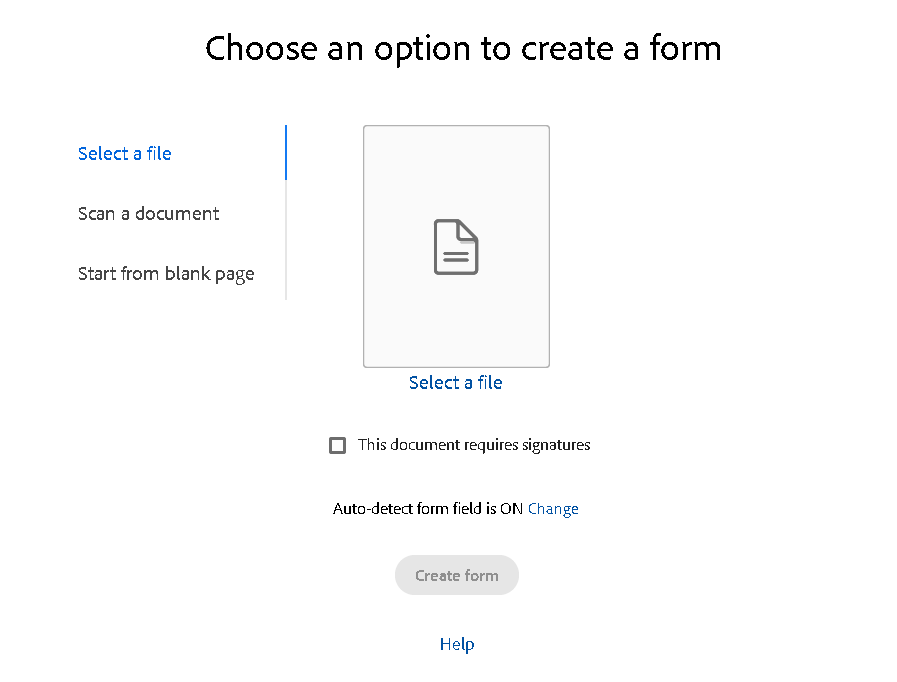 Choose an option to create a form
Select a file
Scan a document
Start from blank page
Select a file
This document requires signatures
Auto-detect form field is ON Change
Create form
Help